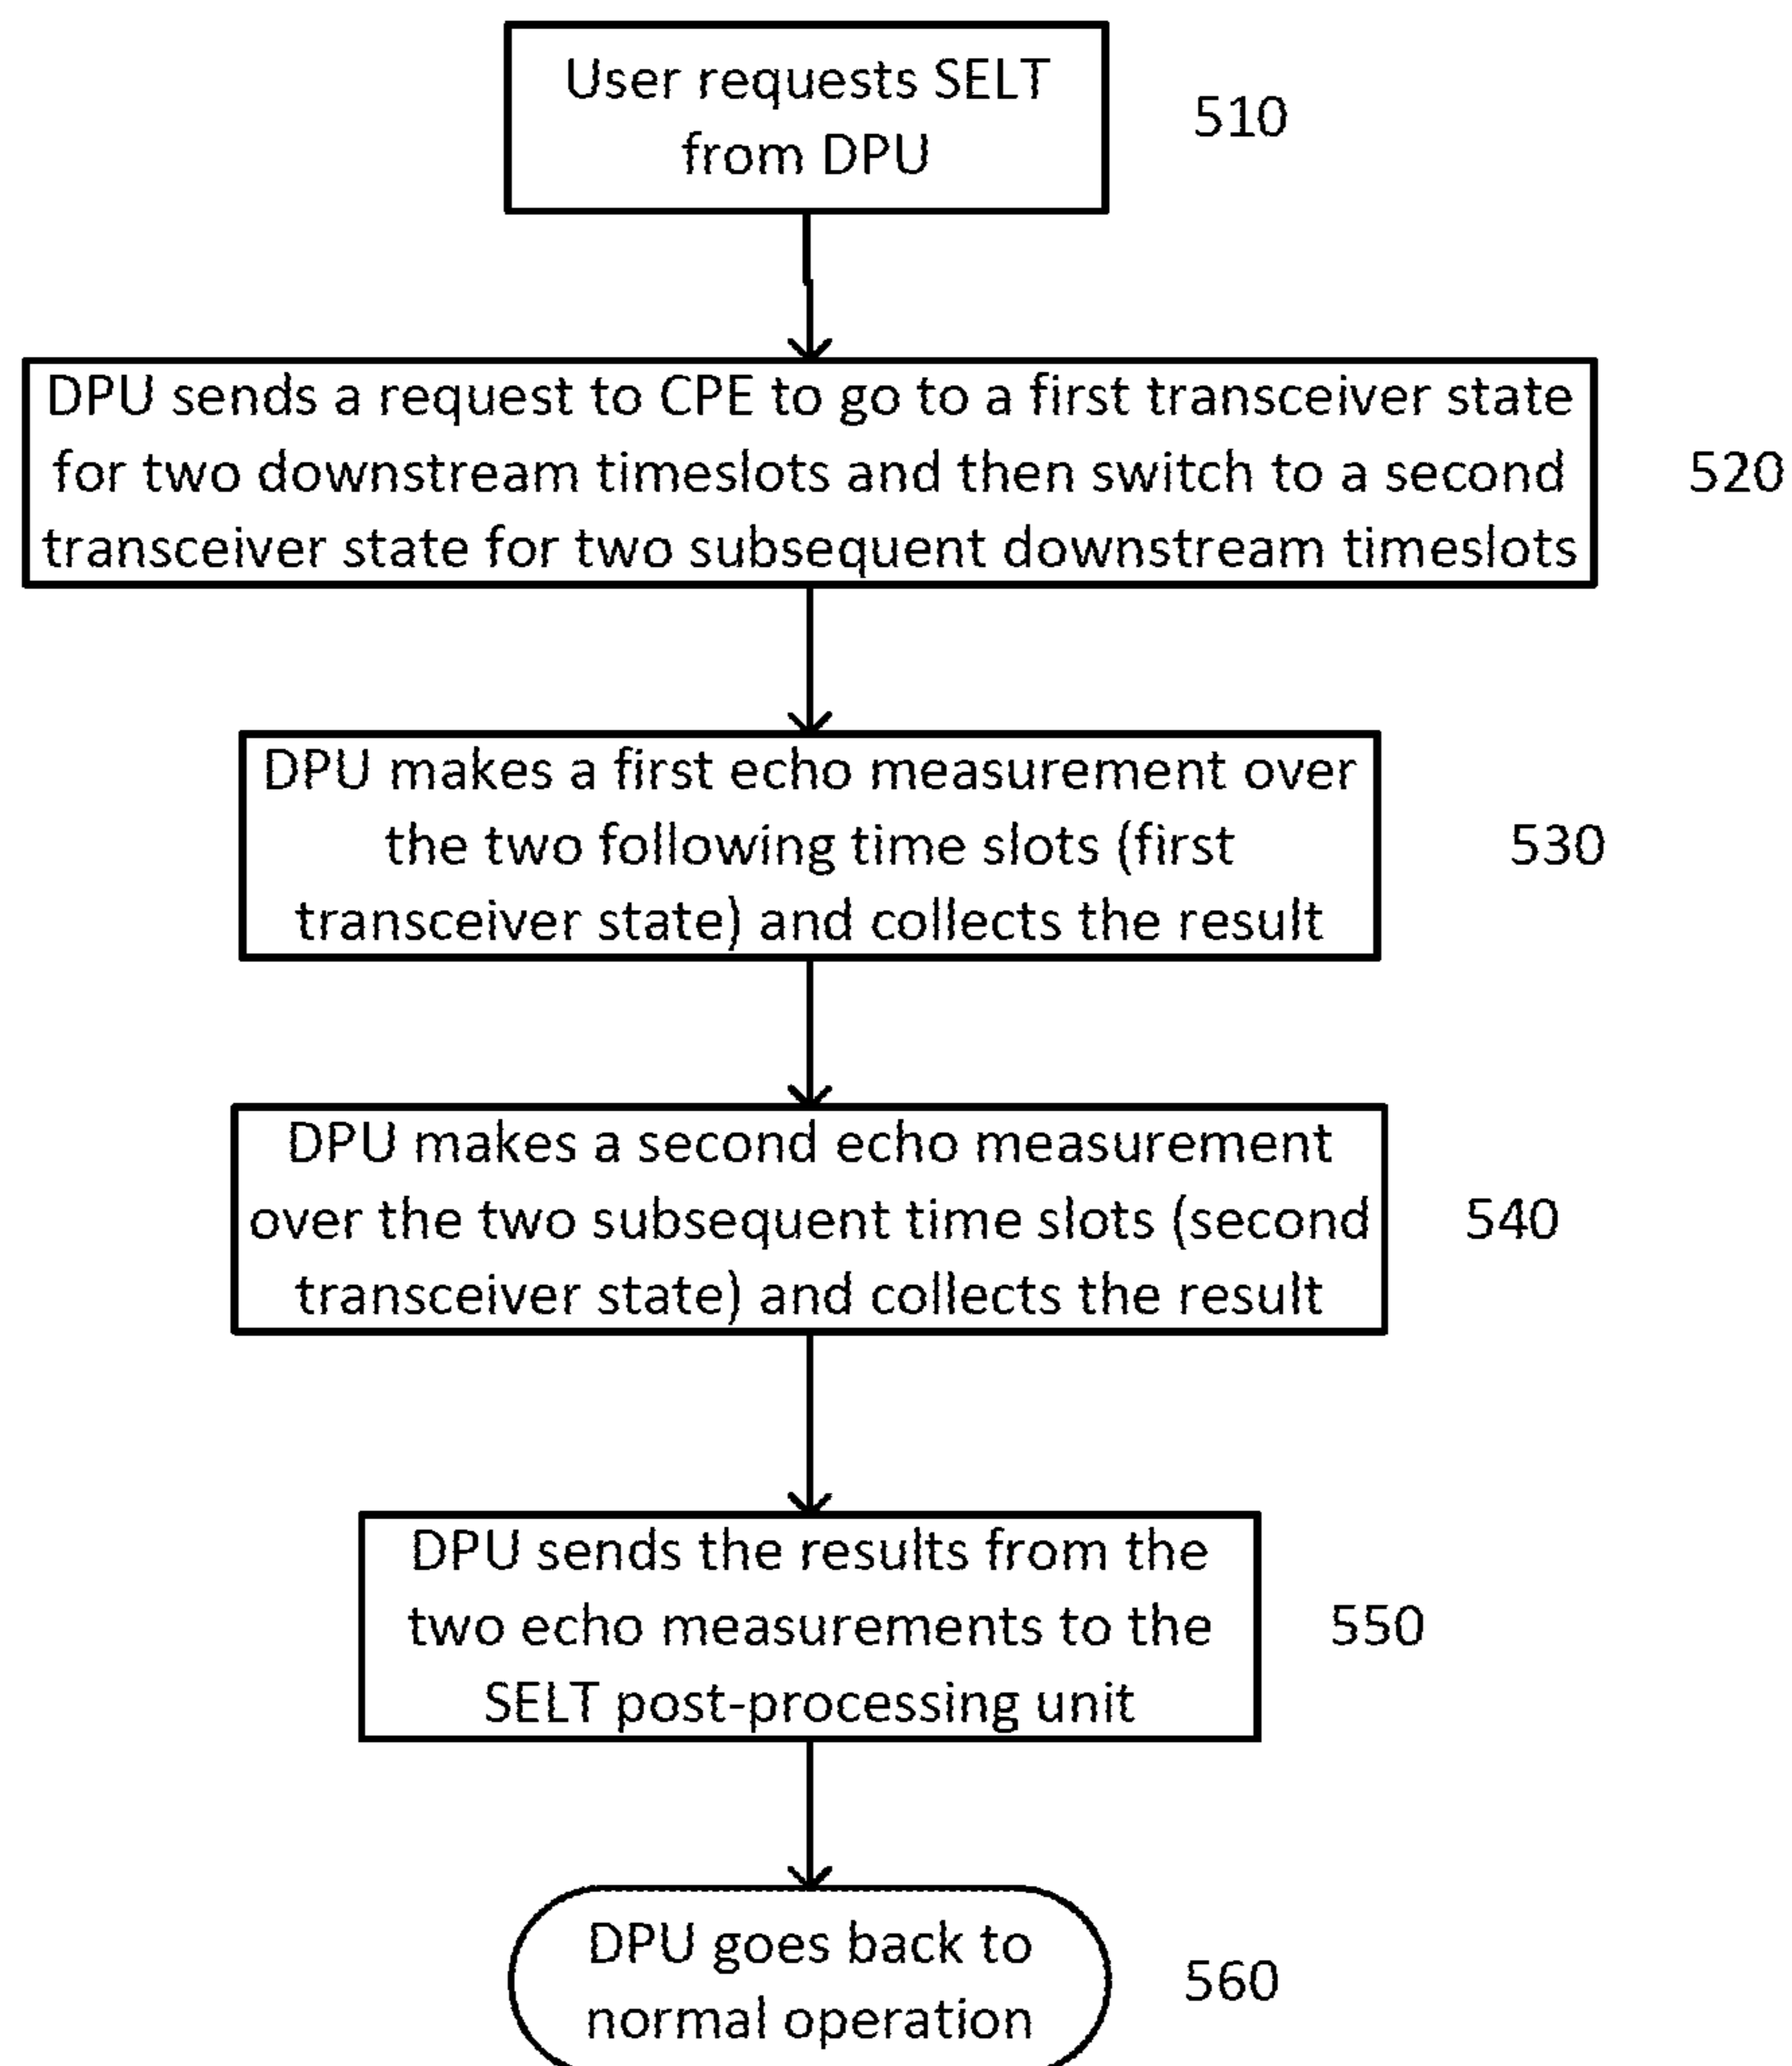 User requests SELT
from DPU
510
DPU sends a request to CPE to go to a first transceiver state
for two downstream timeslots and then switch to a second
transceiver state for two subsequent downstream timeslots
520
DPU makes a first echo measurement over
the two following time slots (first
transceiver state) and collects the result
530
DPU makes a second echo measurement
over the two subsequent time slots (second
transceiver state) and collects the result
540
DPU sends the results from the
two echo measurements to the
SELT post-processing unit
550
DPU goes back to
normal operation
560